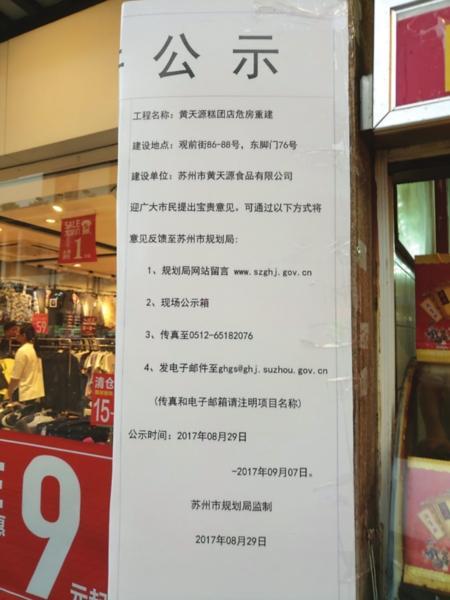 公示
工程名称：黄天源糕团店危房重建
建设地点：观前街86-88号，东脚门76号
建设单位：苏州市黄天源食品有限公司
迎广大市民提出宝贵意见，可通过以下方式将
意见反馈至苏州市规划局：
1、规划局网站留言 www.szghj.gov.cn
2、现场公示箱
3、传真至0512-65182076
4、发电子邮件至ghgs@ghj.suzhou.gov.cn
(传真和电子邮箱请注明项目名称)
公示时间：2017年08月29日
-2017年09月07日。
苏州市规划局监制
2017年08月29日
SALE
1
清仓
15-
9
元起